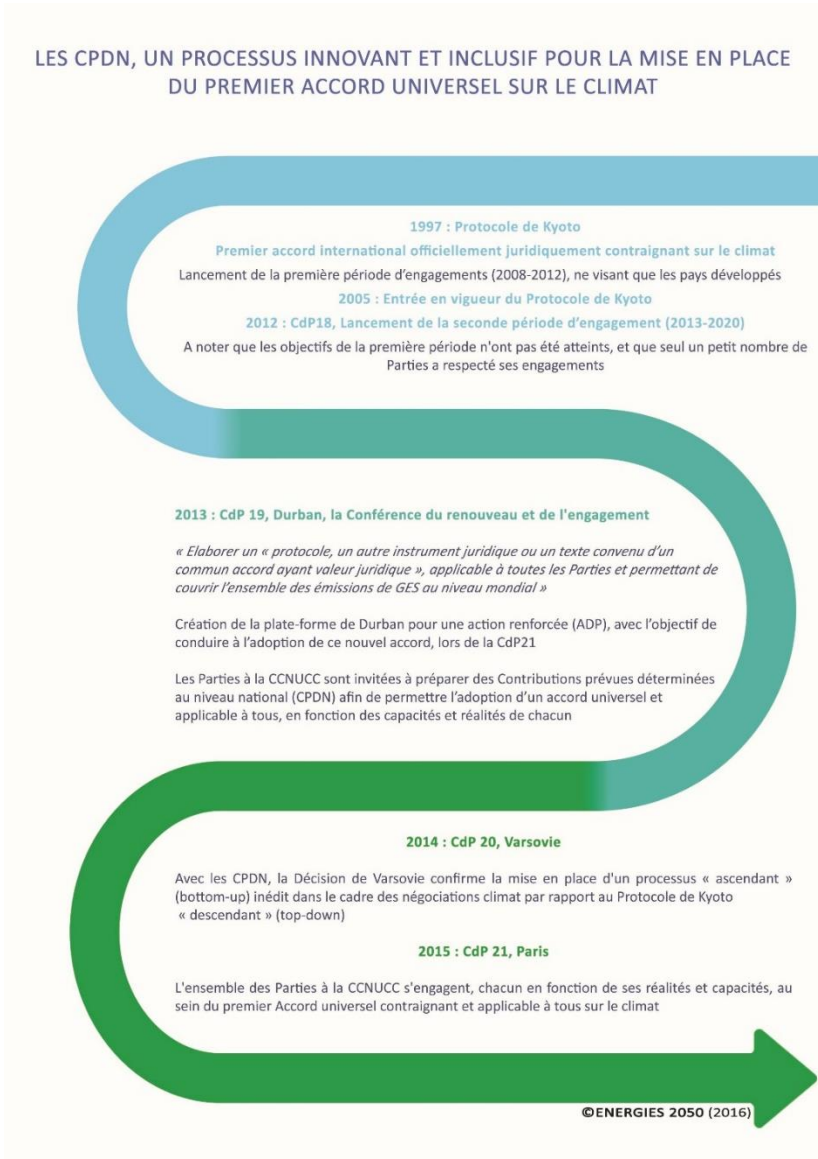 LES CPDN, UN PROCESSUS INNOVANT ET INCLUSIF POUR LA MISE EN PLACE
DU PREMIER ACCORD UNIVERSEL SUR LE CLIMAT
1997 : Protocole de Kyoto
Premier accord international officiellement juridiquement contraignant sur le climat
Lancement de la première période d'engagements (2008-2012), ne visant que les pays développés
2005 : Entrée en vigueur du Protocole de Kyoto
2012 : CdP18, Lancement de la seconde période d'engagement (2013-2020)
A noter que les objectifs de la première période n'ont pas été atteints, et que seul un petit nombre de
Parties a respecté ses engagements
2013 : CdP 19, Durban, la Conférence du renouveau et de l'engagement
« Elaborer un « protocole, un autre instrument juridique ou un texte convenu d'un
commun accord ayant valeur juridique », applicable à toutes les Parties et permettant de
couvrir l'ensemble des émissions de GES au niveau mondial »
Création de la plate-forme de Durban pour une action renforcée (ADP), avec l'objectif de
conduire à l'adoption de ce nouvel accord, lors de la CdP21
Les Parties à la CCNUCC sont invitées à préparer des Contributions prévues déterminées
au niveau national (CPDN) afin de permettre l'adoption d'un accord universel et
applicable à tous, en fonction des capacités et réalités de chacun
2014 : CdP 20, Varsovie
Avec les CPDN, la Décision de Varsovie confirme la mise en place d'un processus « ascendant »
(bottom-up) inédit dans le cadre des négociations climat par rapport au Protocole de Kyoto
« descendant » (top-down)
2015 : CdP 21, Paris
L'ensemble des Parties à la CCNUCC s'engagent, chacun en fonction de ses réalités et capacités, au
sein du premier Accord universel contraignant et applicable à tous sur le climat
©ENERGIES 2050 (2016)